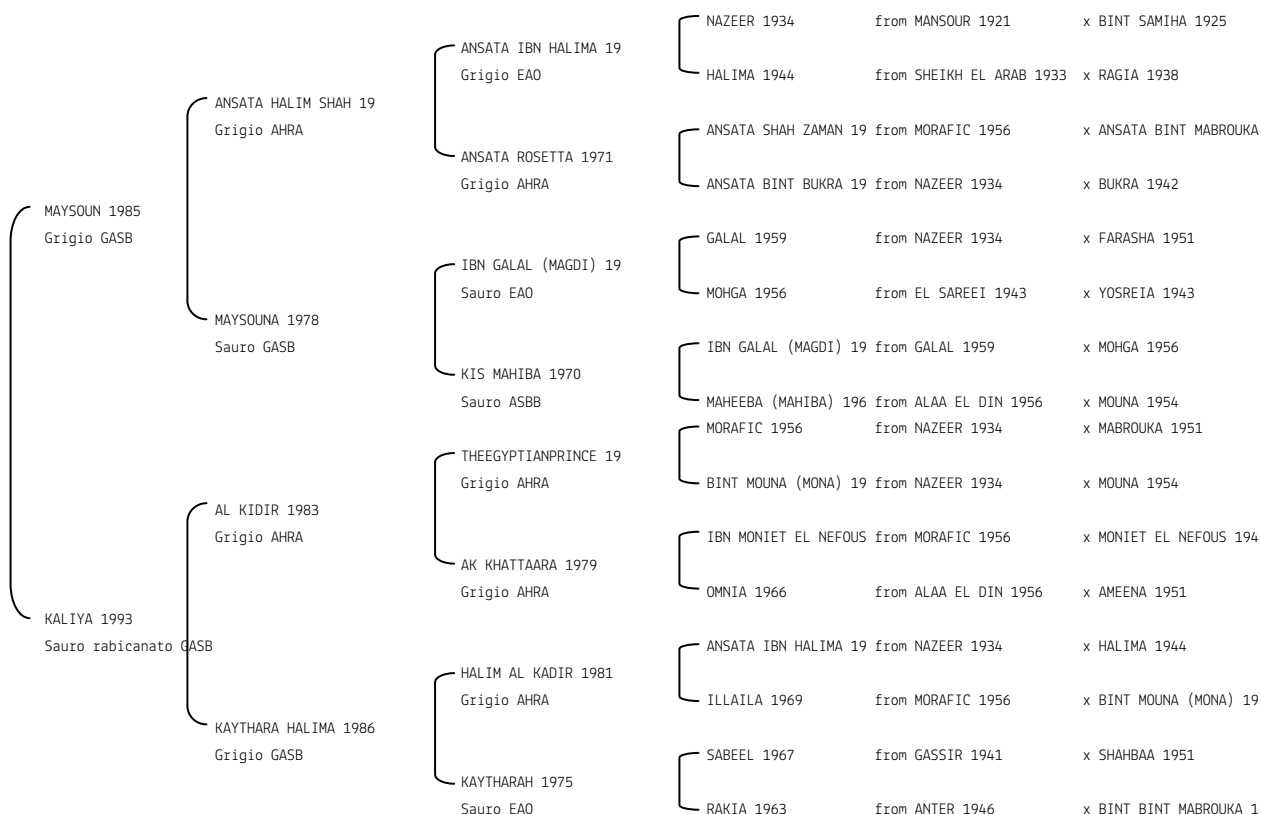 NAZEER 1934 from MANSOUR 1921 x BINT SAMIHA 1925
ANSATA IBN HALIMA 19
Grigio EAO
HALIMA 1944 from SHEIKH EL ARAB 1933 x RAGIA 1938
ANSATA HALIM SHAH 19
Grigio AHRA
ANSATA SHAH ZAMAN 19 from MORAFIC 1956 x ANSATA BINT MABROUKA
ANSATA ROSETTA 1971
Grigio AHRA
ANSATA BINT BUKRA 19 from NAZEER 1934 x BUKRA 1942
MAYSOUN 1985
Grigio GASB
GALAL 1959 from NAZEER 1934 x FARASHA 1951
IBN GALAL (MAGDI) 19
Sauro EAO
MOHGA 1956 from EL SAREEI 1943 x YOSREIA 1943
MAYSOUNA 1978
Sauro GASB
IBN GALAL (MAGDI) 19 from GALAL 1959 x MOHGA 1956
KIS MAHIBA 1970
Sauro ASBB
MAHEEBA (MAHIBA) 196 from ALAA EL DIN 1956 x MOUNA 1954
MORAFIC 1956 from NAZEER 1934 x MABROUKA 1951
THEEGYPTIANPRINCE 19
Grigio AHRA
BINT MOUNA (MONA) 19 from NAZEER 1934 x MOUNA 1954
AL KIDIR 1983
Grigio AHRA
IBN MONIET EL NEFOUS from MORAFIC 1956 x MONIET EL NEFOUS 194
AK KHATTAARA 1979
Grigio AHRA
OMNIA 1966 from ALAA EL DIN 1956 x AMEENA 1951
KALIYA 1993
Sauro rabicanato GASB
ANSATA IBN HALIMA 19 from NAZEER 1934 x HALIMA 1944
HALIM AL KADIR 1981
Grigio AHRA
ILLAILA 1969 from MORAFIC 1956 x BINT MOUNA (MONA) 19
KAYTHARA HALIMA 1986
Grigio GASB
SABEEL 1967 from GASSIR 1941 x SHAHBAA 1951
KAYTHARAH 1975
Sauro EAO
RAKIA 1963 from ANTER 1946 x BINT BINT MABROUKA 1